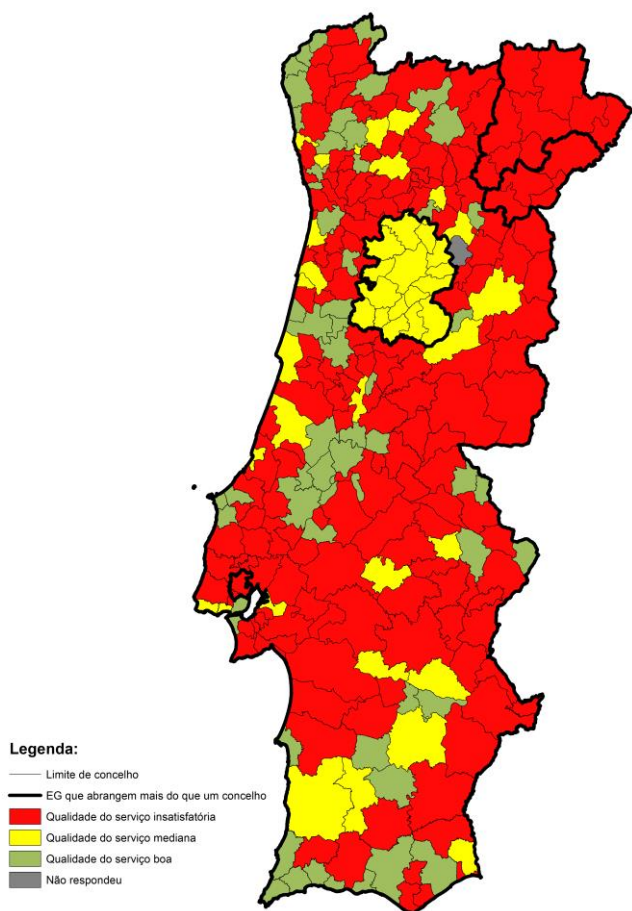 Legenda:
Limite de concelho
EG que abrangem mais do que um concelho
Qualidade do serviço insatisfatória
Qualidade do serviço mediana
Qualidade do serviço boa
Não respondeu